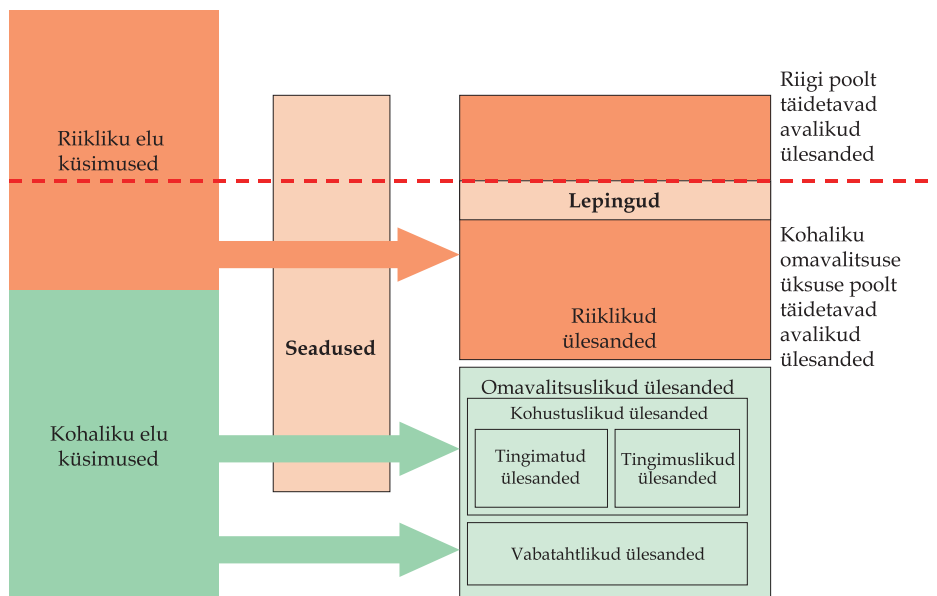 Riikliku elu
küsimused
Kohaliku elu
küsimused
Seadused
Lepingud
Riiklikud
ülesanded
Omavalitsuslikud ülesanded
Kohustuslikud ülesanded
Tingimatud
ülesanded
Tingimuslikud
ülesanded
Vabatahtlikud ülesanded
Riigi poolt
täidetavad
avalikud
ülesanded
Kohaliku
omavalitsuse
üksuse poolt
täidetavad
avalikud
ülesanded